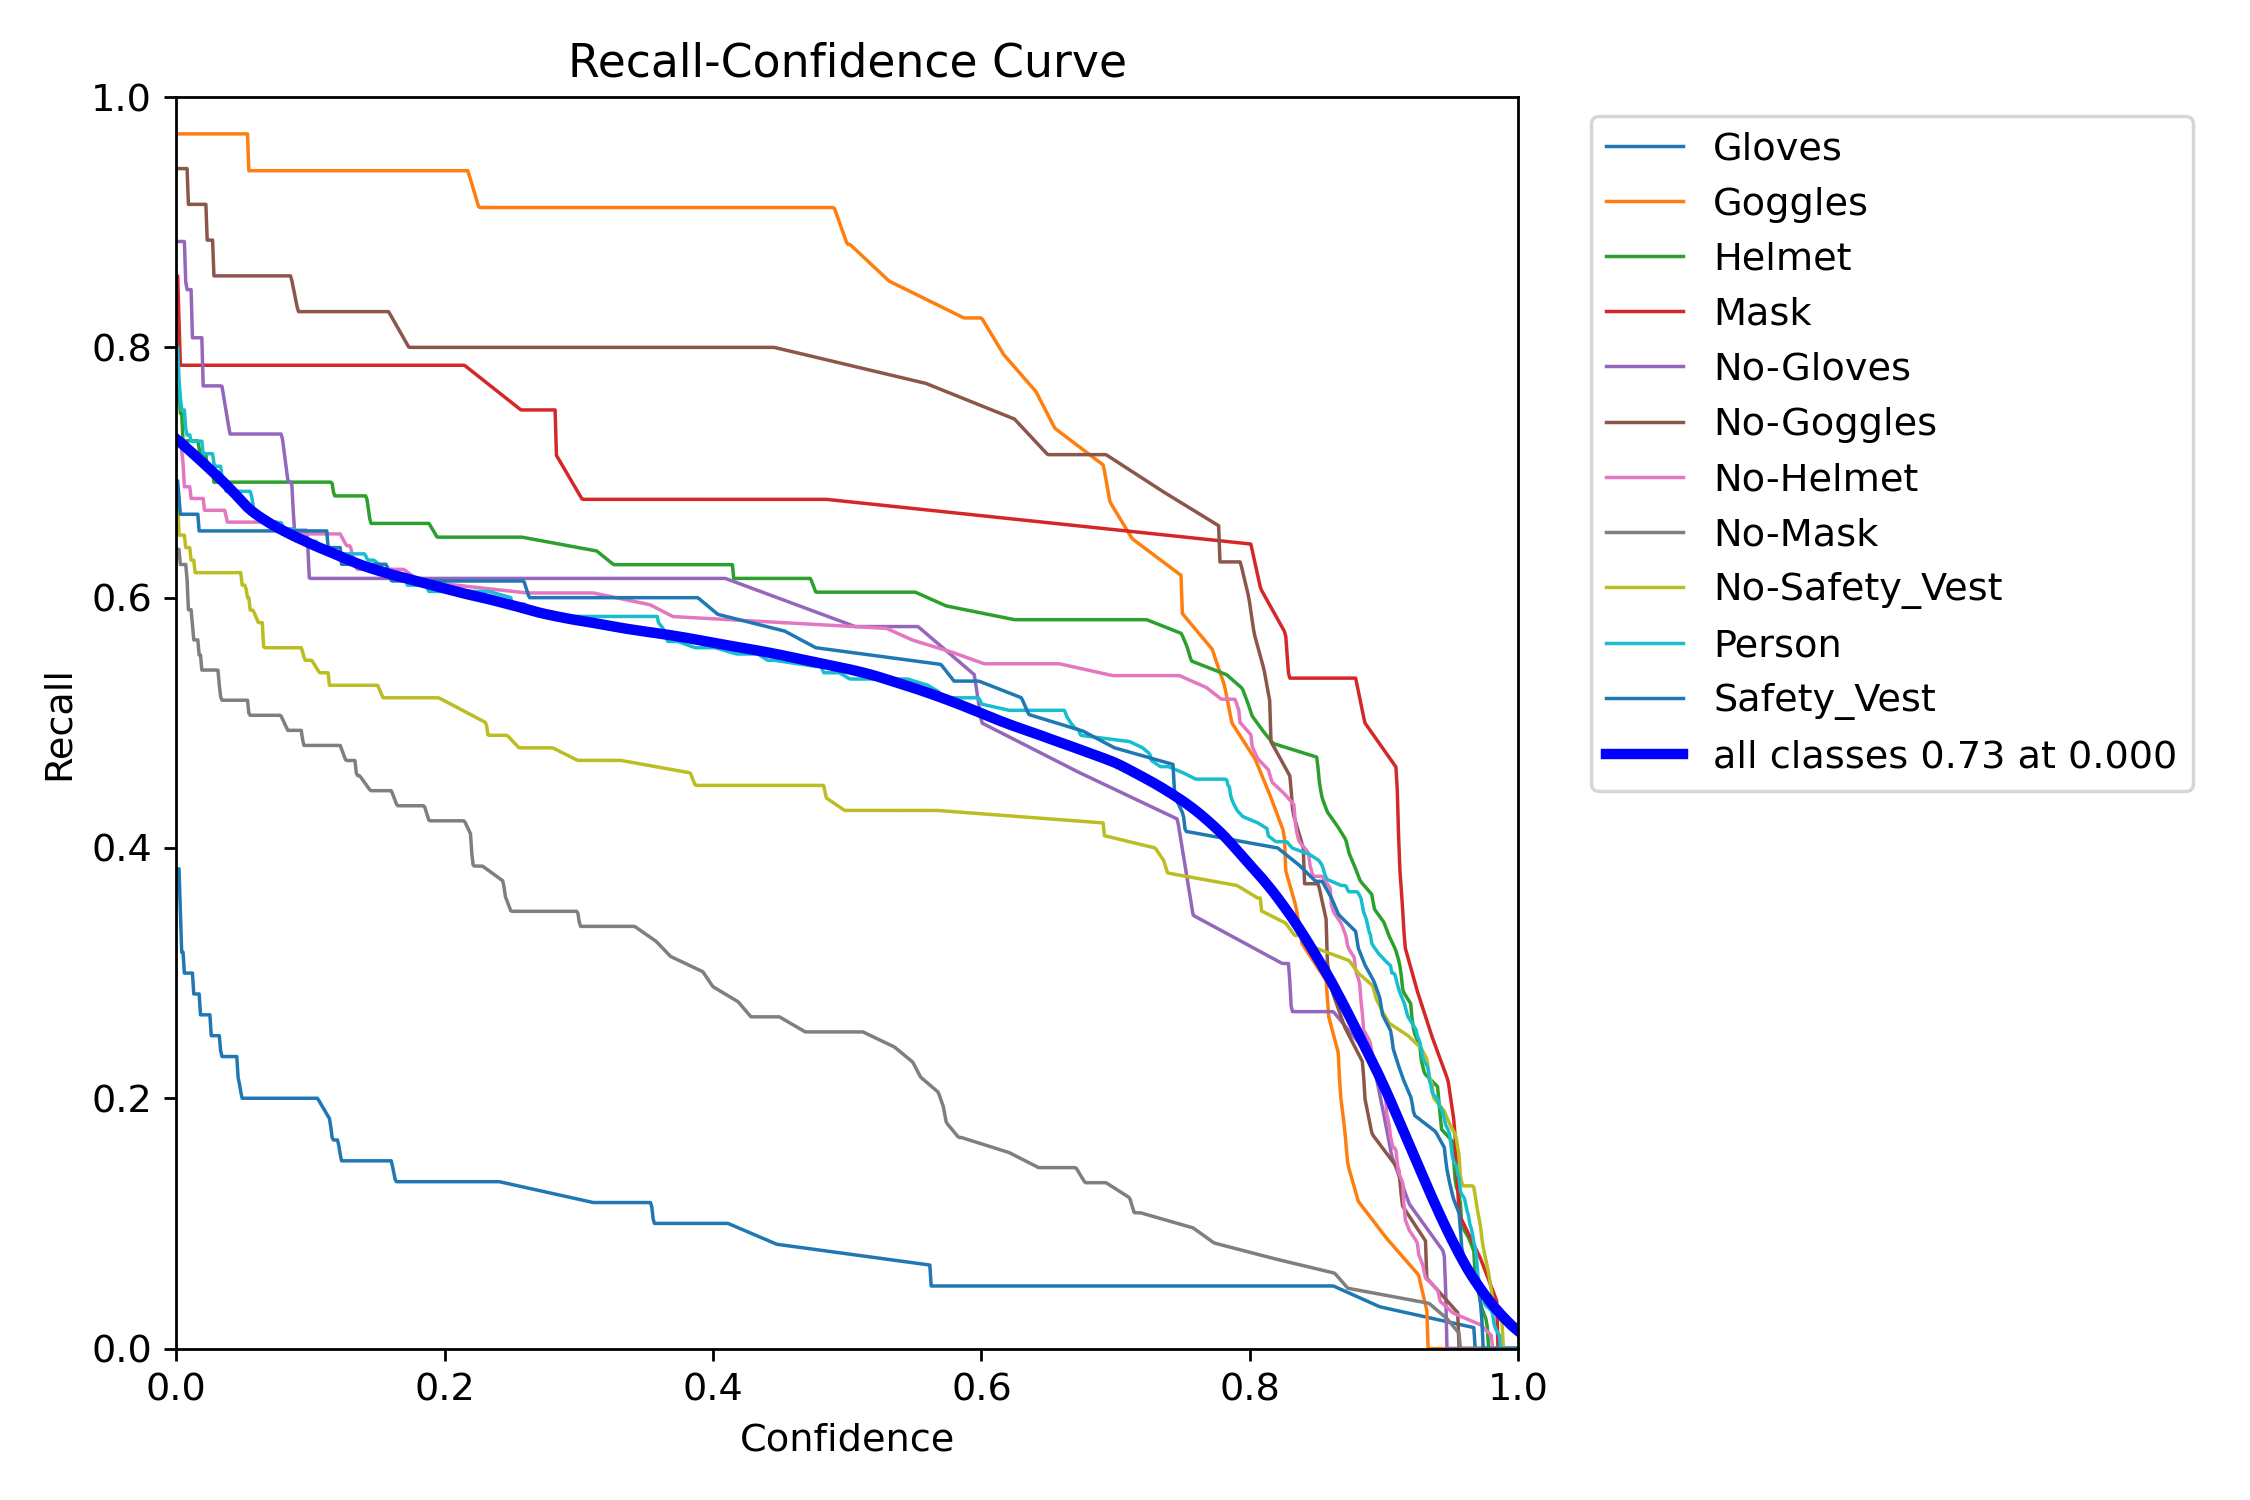 Recall-Confidence Curve
1.0
0.8
0.6
0.4
0.2
0.0
Recall
0.0 0.2 0.4 0.6 0.8 1.0
Confidence
Gloves
Goggles
Helmet
Mask
No-Gloves
No-Goggles
No-Helmet
No-Mask
No-Safety_Vest
Person
Safety_Vest
all classes 0.73 at 0.000